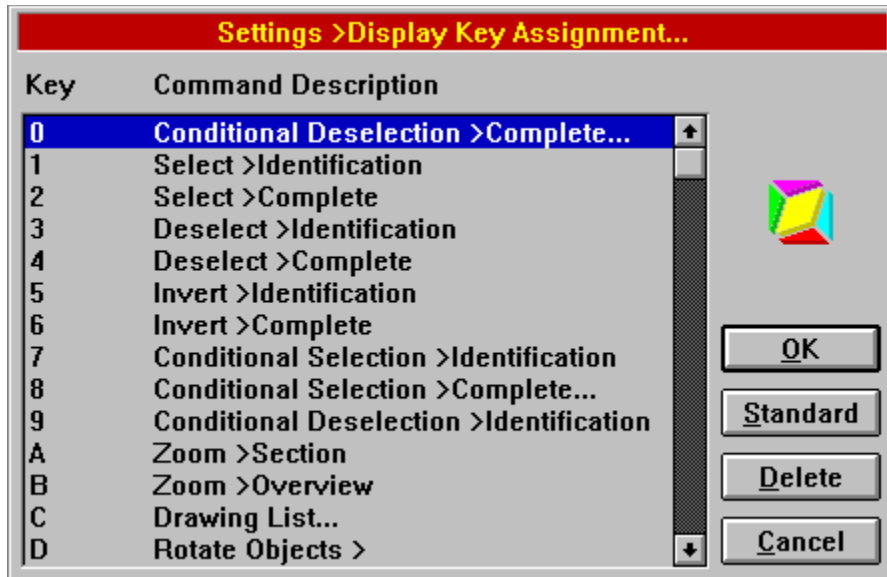 Settings >Display Key Assignment...
Key Command Description
0 Conditional Deselection >Complete...
1 Select >Identification
2 Select >Complete
3 Deselect >Identification
4 Deselect >Complete
5 Invert >Identification
6 Invert >Complete
7 Conditional Selection >Identification
8 Conditional Selection >Complete...
9 Conditional Deselection >Identification
A Zoom >Section
B Zoom >Overview
C Drawing List...
D Rotate Objects >
OK
Standard
Delete
Cancel